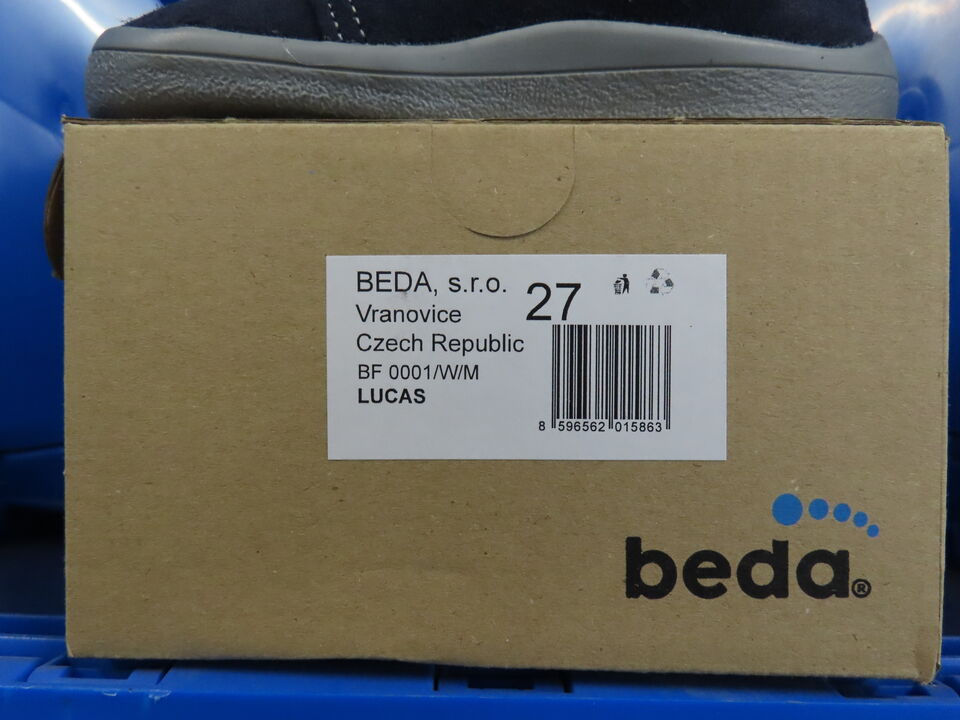 BEDA, s.r.o.
27
Vranovice
Czech Republic
BF 0001/W/M
LUCAS
8 596562 015863
beda®